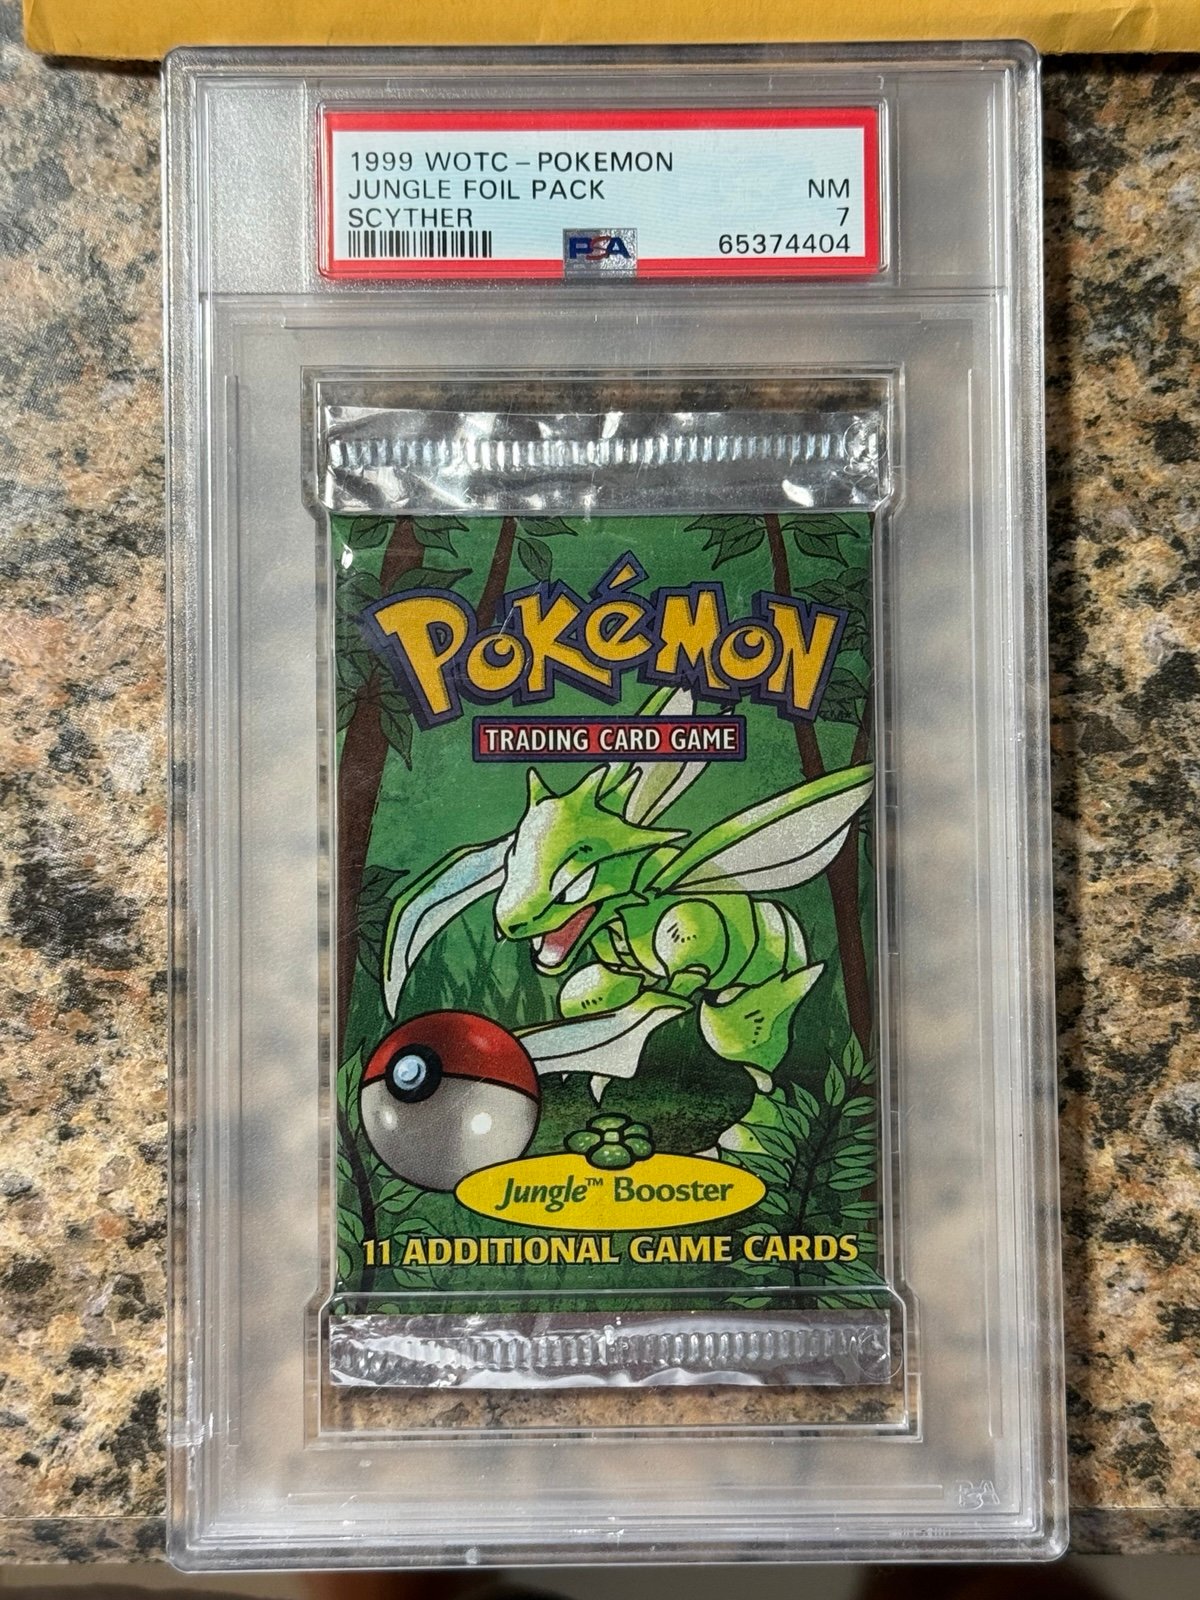 1999 WOTC - POKEMON
JUNGLE FOIL PACK NM
SCYTHER 7
PSA 65374404
POKéMON
TRADING CARD GAME
Jungle™ Booster
11 ADDITIONAL GAME CARDS
PSA